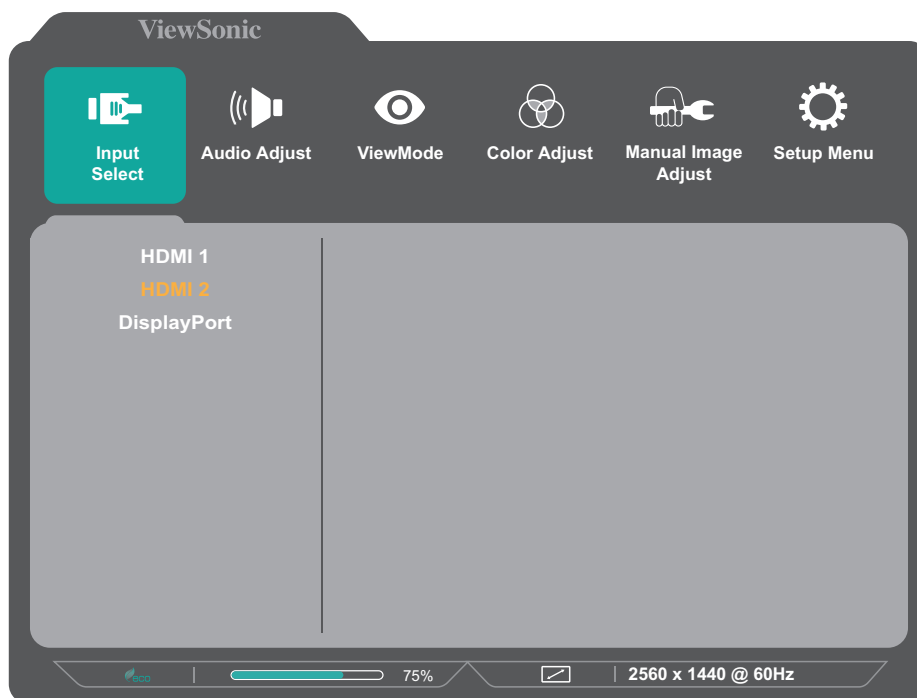 ViewSonic
Input
Select
Audio Adjust
ViewMode
Color Adjust
Manual Image
Adjust
Setup Menu
HDMI 1
HDMI 2
DisplayPort
eco
75%
2560 x 1440 @ 60Hz